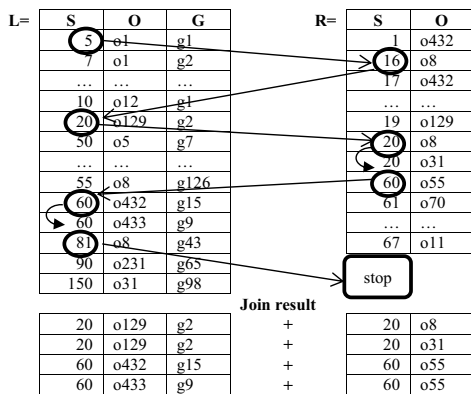 L= S O G R= S O
5 o1 g1 1 o432
7 o1 g2 16 o8
... ... ... 17 o432
10 o12 g1 ... ...
20 o129 g2 19 o129
50 o5 g7 20 o8
... ... ... 20 o31
55 o8 g126 60 o55
60 o432 g15 61 o70
60 o433 g9 ... ...
81 o8 g43 67 o11
90 o231 g65 stop
150 o31 g98
Join result
20 o129 g2 + 20 o8
20 o129 g2 + 20 o31
60 o432 g15 + 60 o55
60 o433 g9 + 60 o55